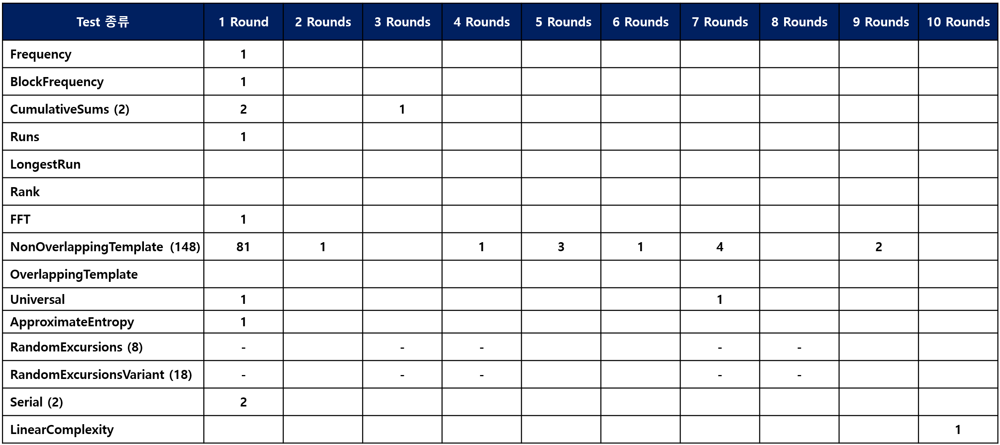 Test 종류 1 Round 2 Rounds 3 Rounds 4 Rounds 5 Rounds 6 Rounds 7 Rounds 8 Rounds 9 Rounds 10 Rounds
Frequency 1
BlockFrequency 1
CumulativeSums (2) 2 1
Runs 1
LongestRun
Rank
FFT 1
NonOverlappingTemplate (148) 81 1 1 3 1 4 2
OverlappingTemplate
Universal 1 1
ApproximateEntropy 1
RandomExcursions (8) - - - - -
RandomExcursionsVariant (18) - - - - -
Serial (2) 2
LinearComplexity 1